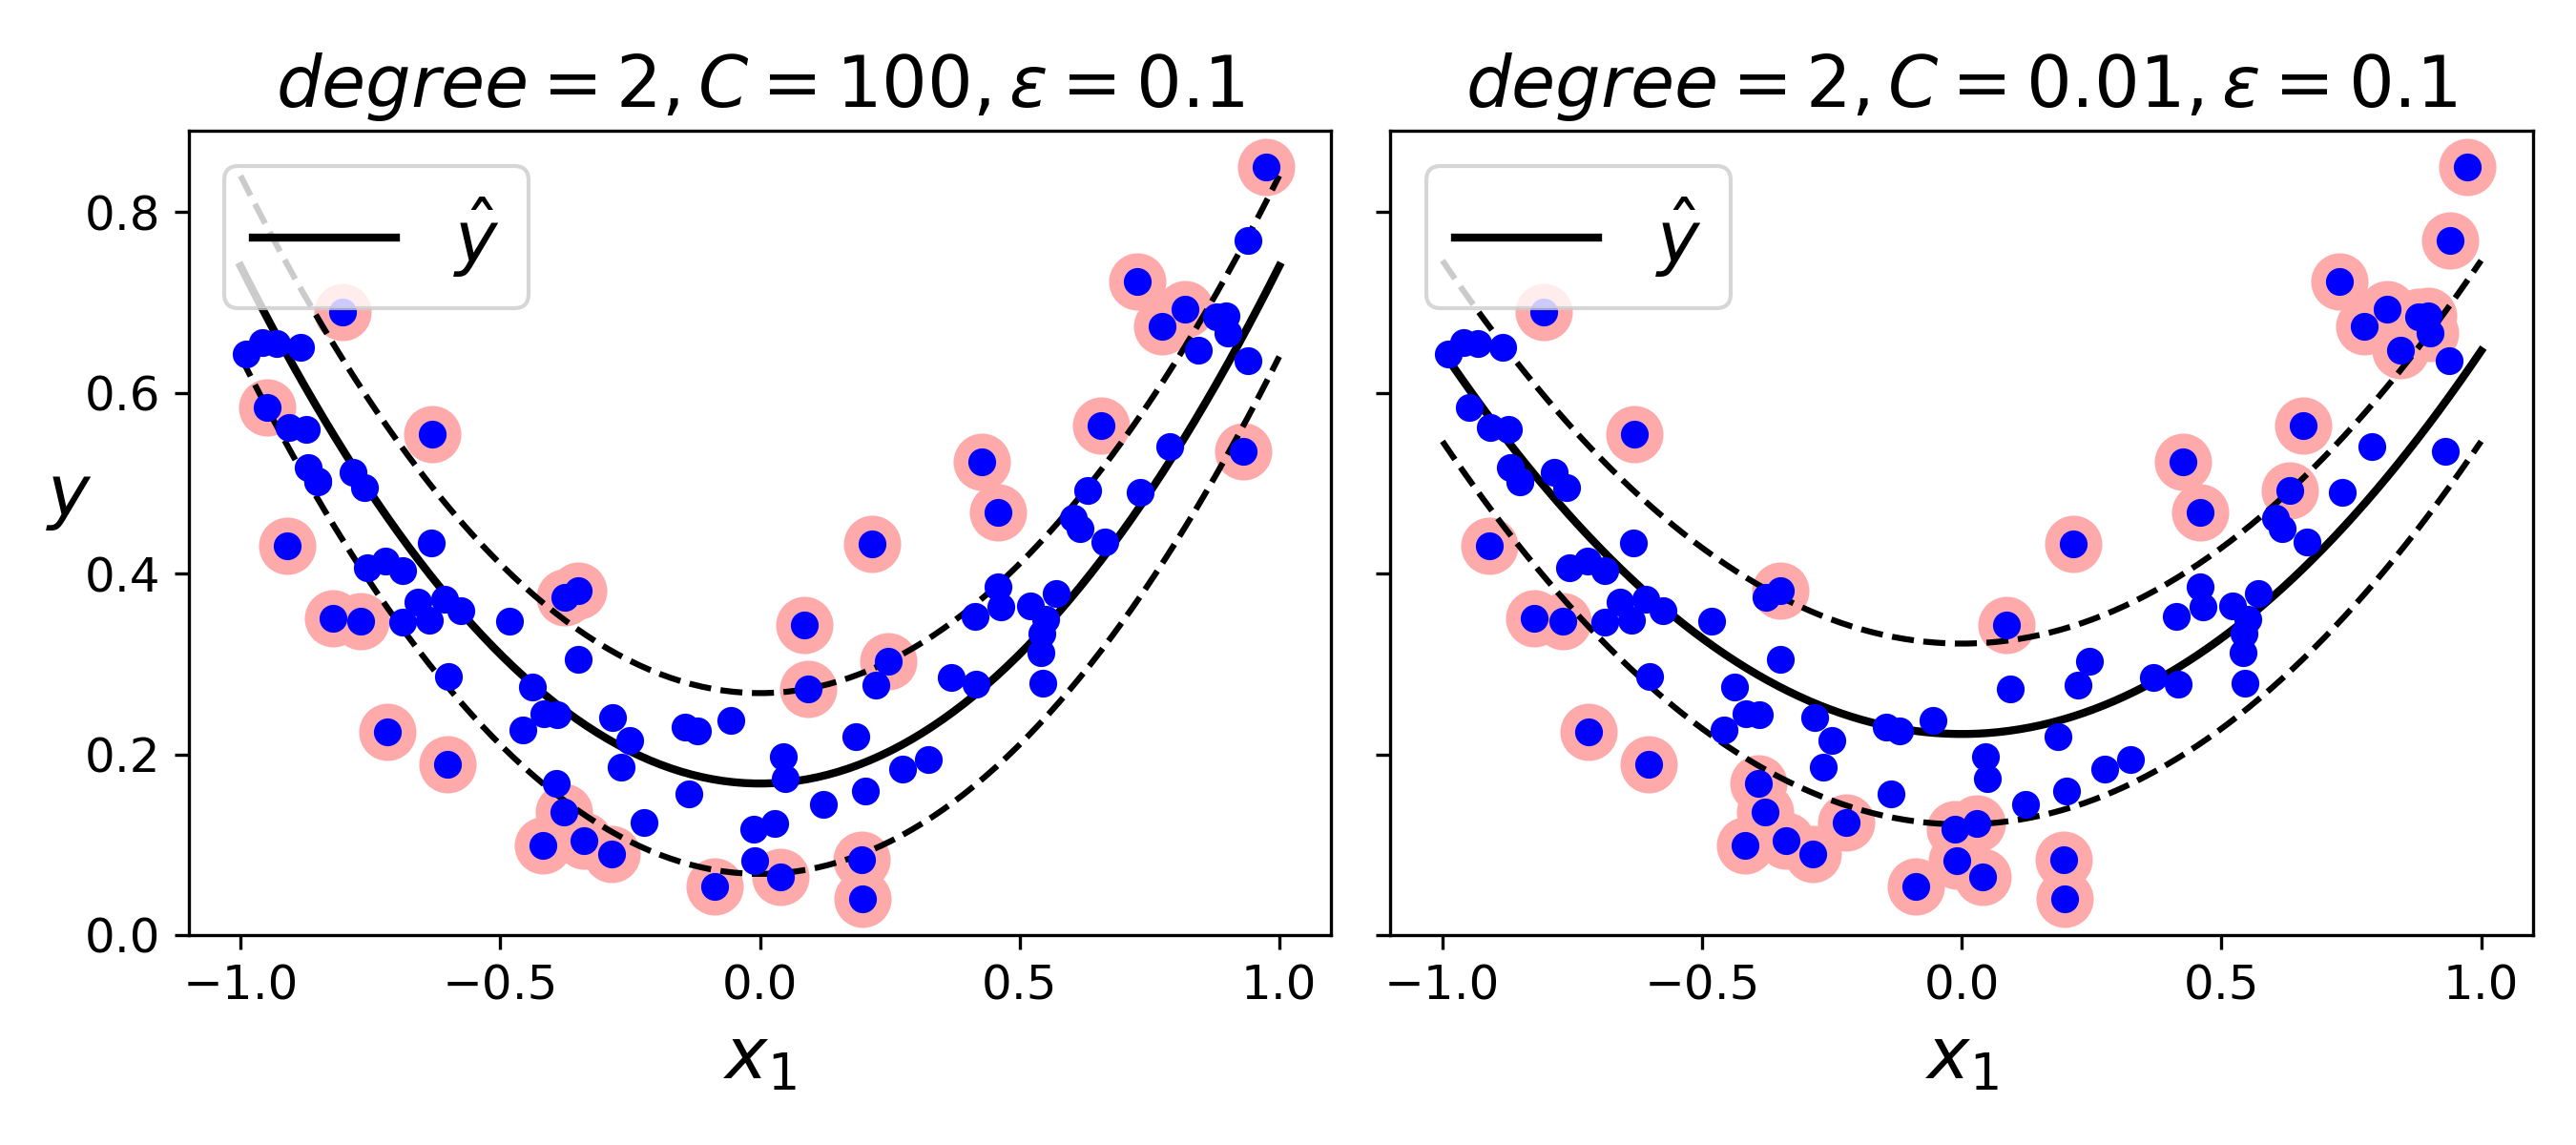 degree = 2, C = 100, ε = 0.1
ŷ
y
0.8
0.6
0.4
0.2
0.0
−1.0 −0.5 0.0 0.5 1.0
x₁
degree = 2, C = 0.01, ε = 0.1
ŷ
−1.0 −0.5 0.0 0.5 1.0
x₁